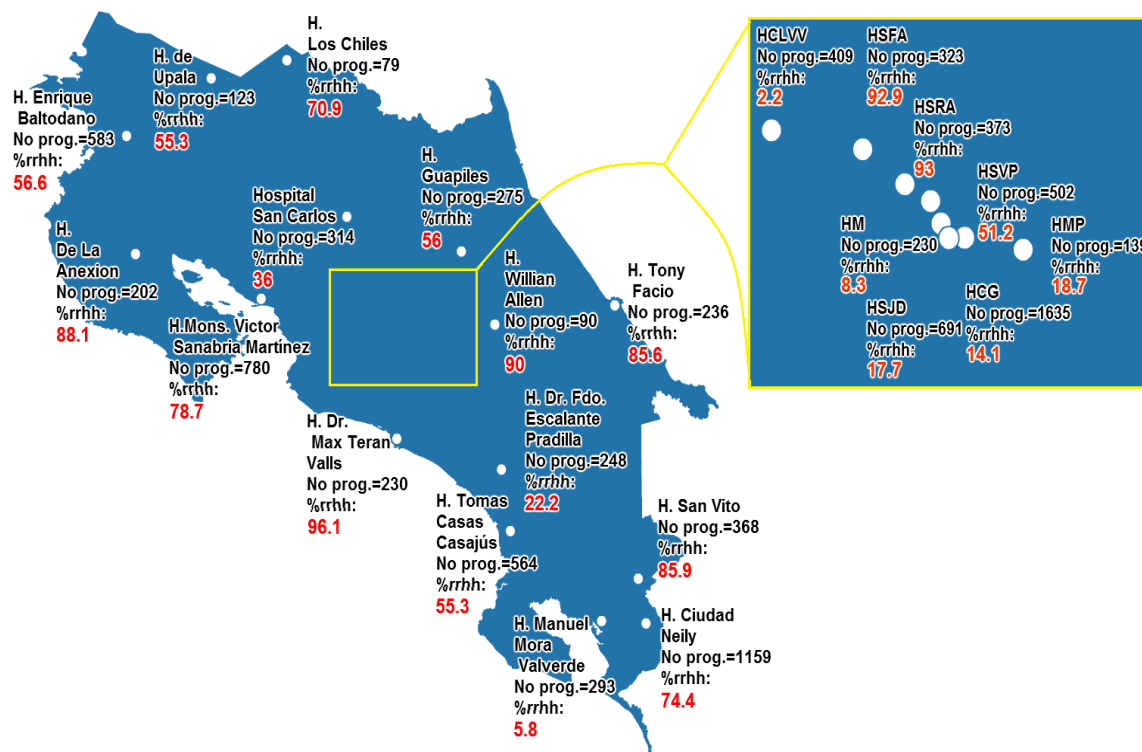 H.
Los Chiles
No prog.=79
%rrhh:
70.9
H. de
Upala
No prog.=123
%rrhh:
55.3
H. Enrique
Baltodano
No prog.=583
%rrhh:
56.6
H.
Guapiles
No prog.=275
%rrhh:
56
Hospital
San Carlos
No prog.=314
%rrhh:
36
H.
De La
Anexion
No prog.=202
%rrhh:
88.1
H.Mons. Victor
Sanabria Martínez
No prog.=780
%rrhh:
78.7
H.
Willian
Allen
No prog.=90
%rrhh:
90
H. Tony
Facio
No prog.=236
%rrhh:
85.6
H. Dr.
Max Teran
Valls
No prog.=230
%rrhh:
96.1
H. Dr. Fdo.
Escalante
Pradilla
No prog.=248
%rrhh:
22.2
H. Tomas
Casas
Casajús
No prog.=564
%rrhh:
55.3
H. San Vito
No prog.=368
%rrhh:
85.9
H. Manuel
Mora
Valverde
No prog.=293
%rrhh:
5.8
H. Ciudad
Neily
No prog.=1159
%rrhh:
74.4
HCLVV
No prog.=409
%rrhh:
2.2
HSFA
No prog.=323
%rrhh:
92.9
HSRA
No prog.=373
%rrhh:
93
HSVP
No prog.=502
%rrhh:
51.2
HM
No prog.=230
%rrhh:
8.3
HMP
No prog.=139
%rrhh:
18.7
HSJD
No prog.=691
%rrhh:
17.7
HCG
No prog.=1635
%rrhh:
14.1